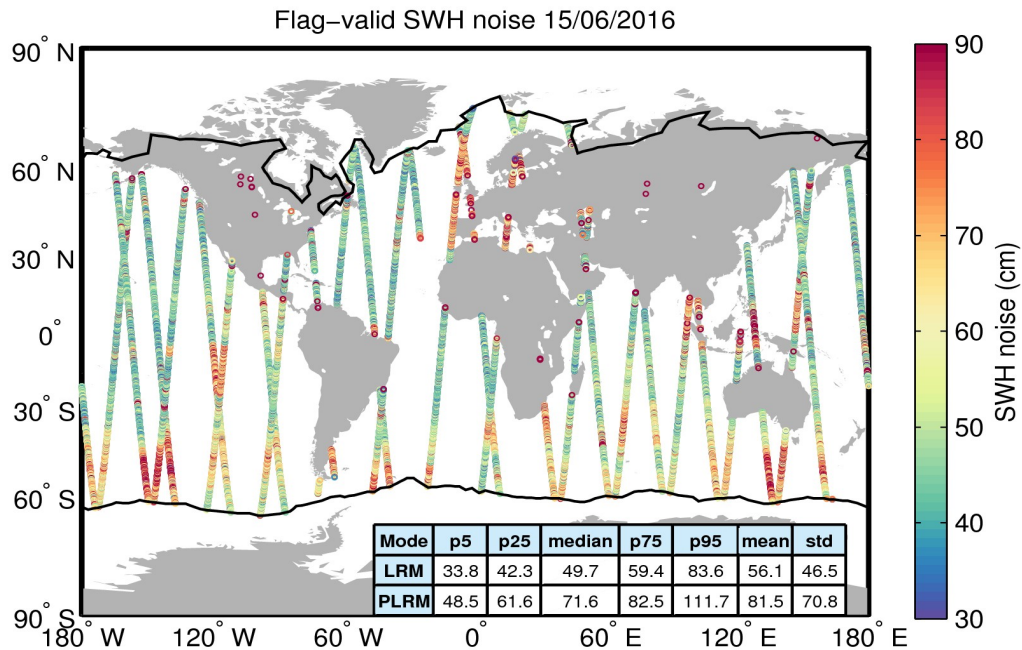 Flag−valid SWH noise 15/06/2016
90° N
60° N
30° N
0°
30° S
60° S
90° S
180° W
120° W
60° W
0°
60° E
120° E
180° E
Mode p5 p25 median p75 p95 mean std
LRM 33.8 42.3 49.7 59.4 83.6 56.1 46.5
PLRM 48.5 61.6 71.6 82.5 111.7 81.5 70.8
90
80
70
60
50
40
30
SWH noise (cm)